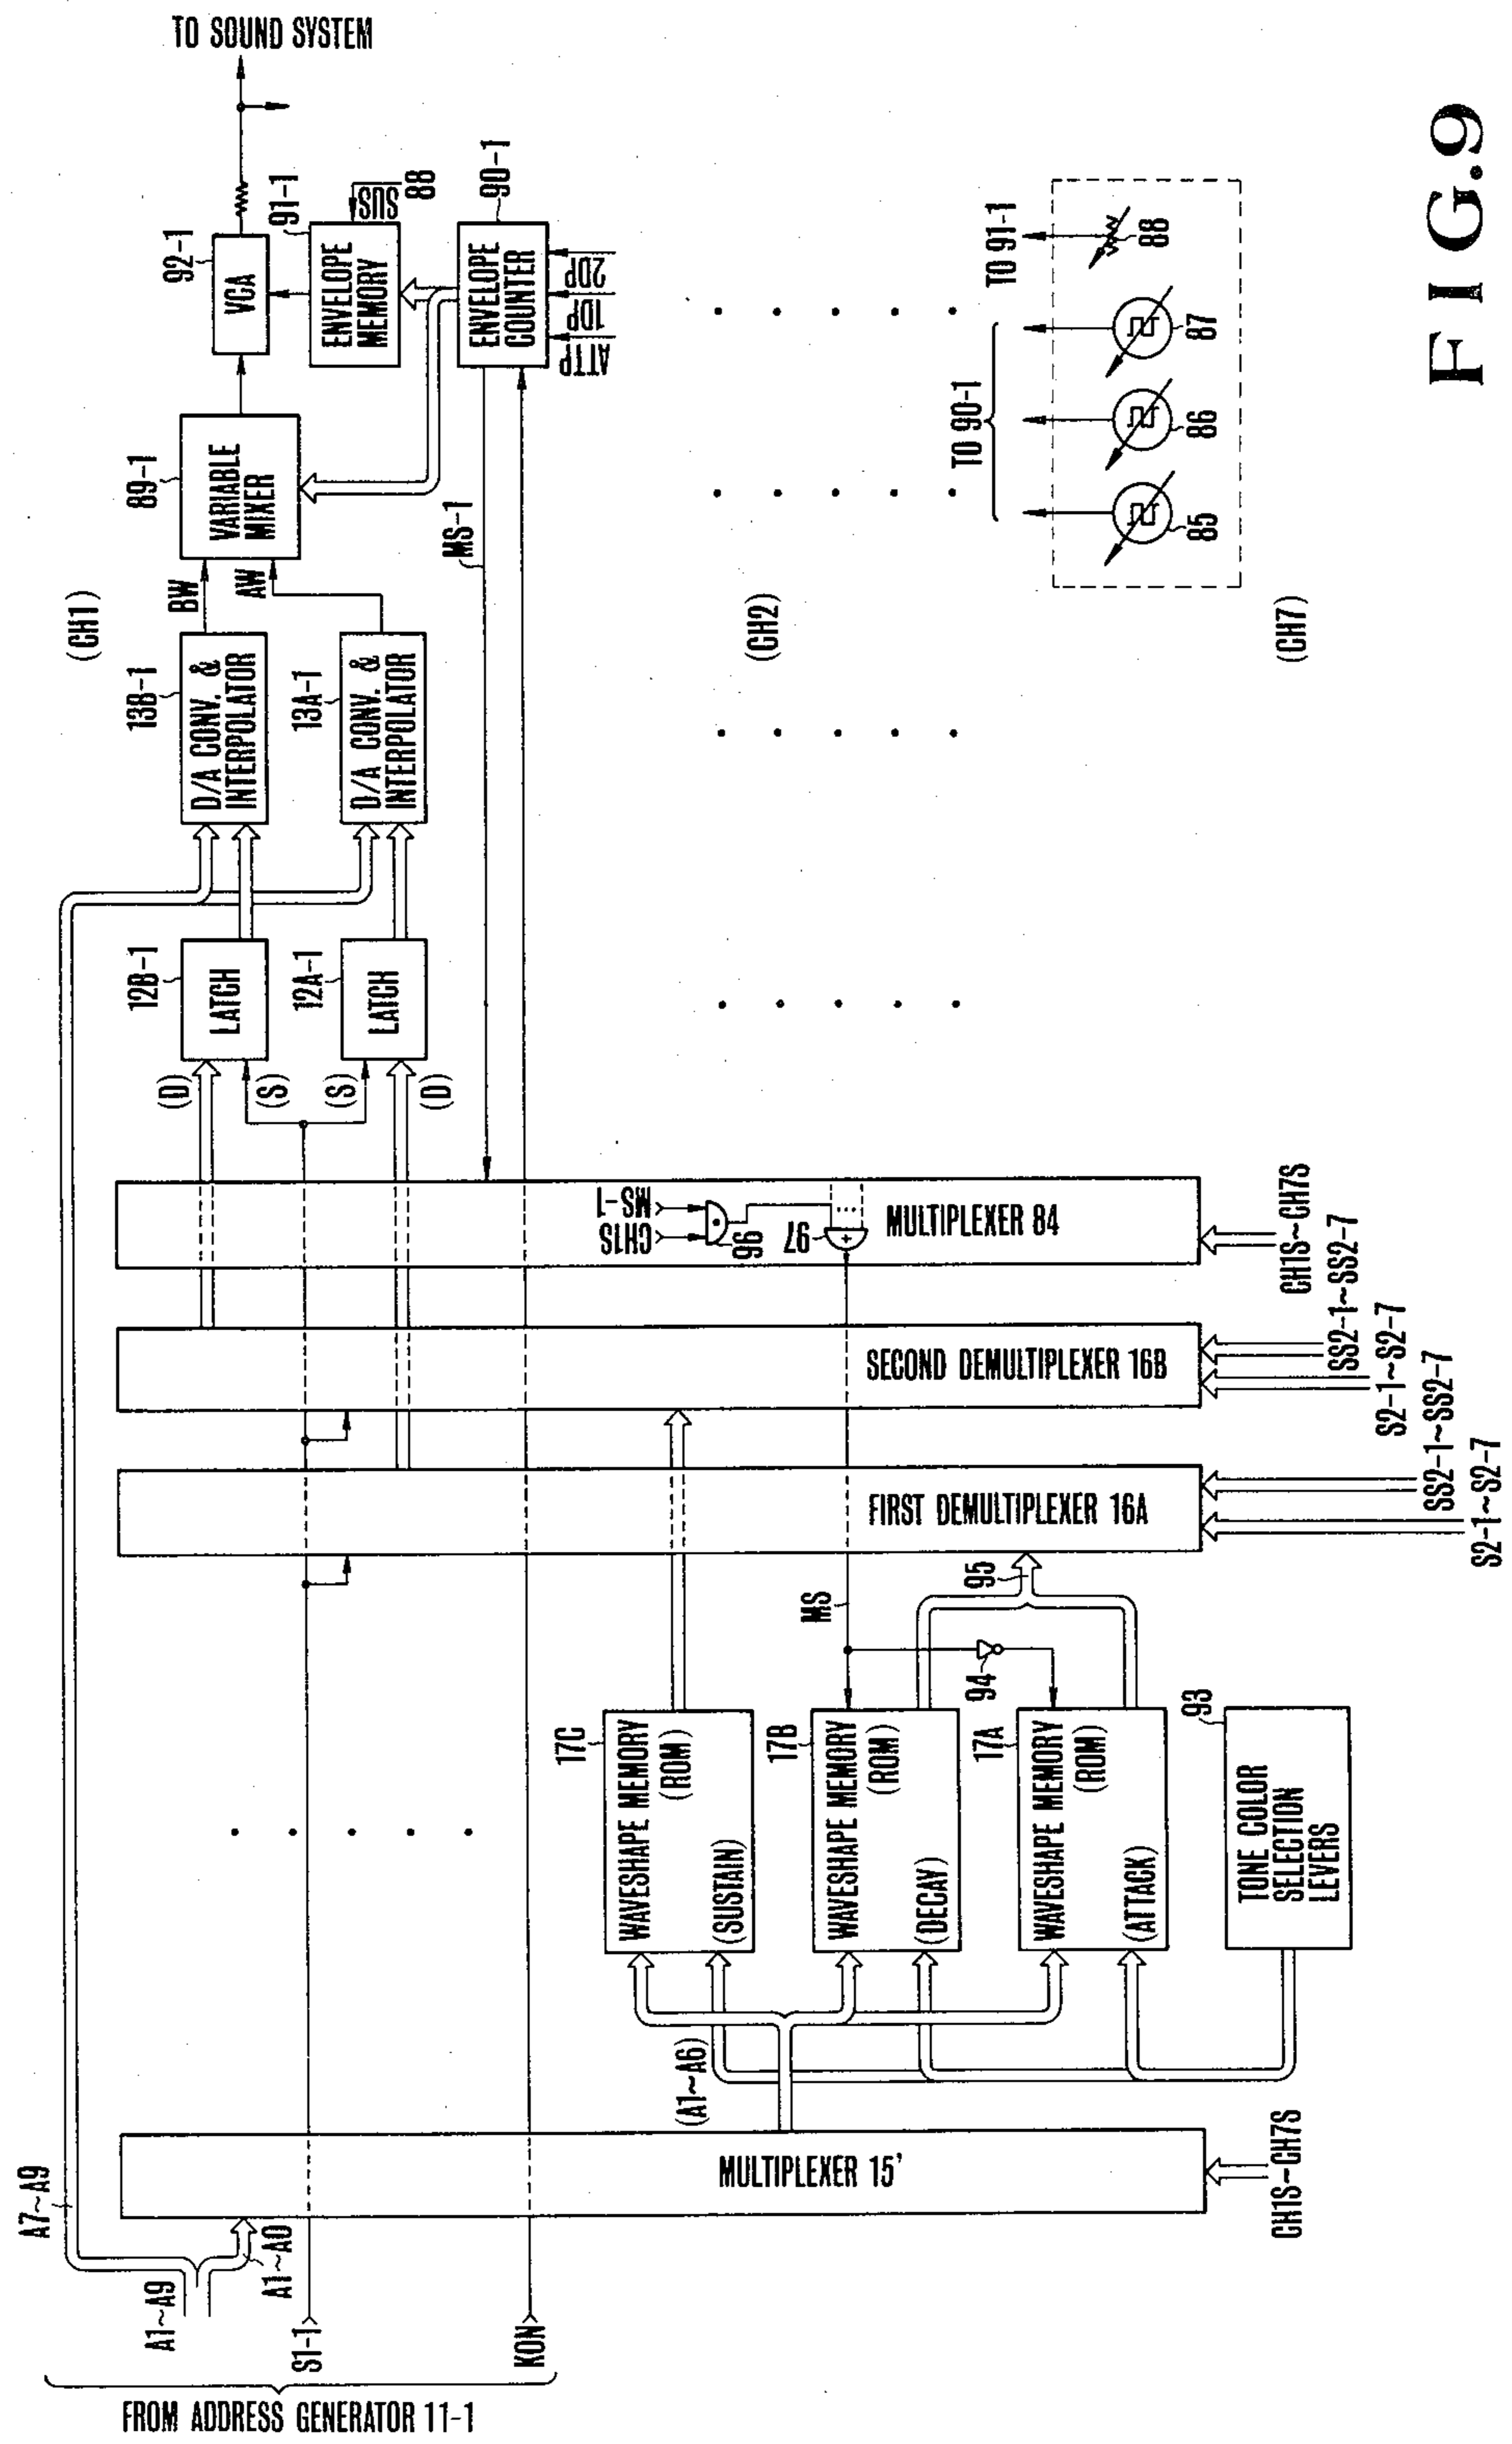 FIG.9
FROM ADDRESS GENERATOR 11-1
A1~A9
A7~A9
A1~A0
S1-1
KON
MULTIPLEXER 15'
CH1S~CH7S
(A1~A6)
17C
WAVESHAPE MEMORY
(ROM)
(SUSTAIN)
17B
WAVESHAPE MEMORY
(ROM)
(DECAY)
17A
WAVESHAPE MEMORY
(ROM)
(ATTACK)
93
TONE COLOR
SELECTION
LEVERS
MS
94
95
FIRST DEMULTIPLEXER 16A
S2-1~S2-7
SS2-1~SS2-7
SECOND DEMULTIPLEXER 16B
S2-1~S2-7
SS2-1~SS2-7
MULTIPLEXER 84
CH1S~CH7S
CH1S
MS-1
96
97
+
(D)
(S)
(S)
(D)
12B-1
LATCH
12A-1
LATCH
13B-1
D/A CONV. &
INTERPOLATOR
13A-1
D/A CONV. &
INTERPOLATOR
(CH1)
BW
AW
89-1
VARIABLE
MIXER
MS-1
92-1
VCA
TO SOUND SYSTEM
91-1
ENVELOPE
MEMORY
SUS
88
90-1
ENVELOPE
COUNTER
ATTP
1DP
2DP
(CH2)
TO 90-1
TO 91-1
85
86
87
88
(CH7)